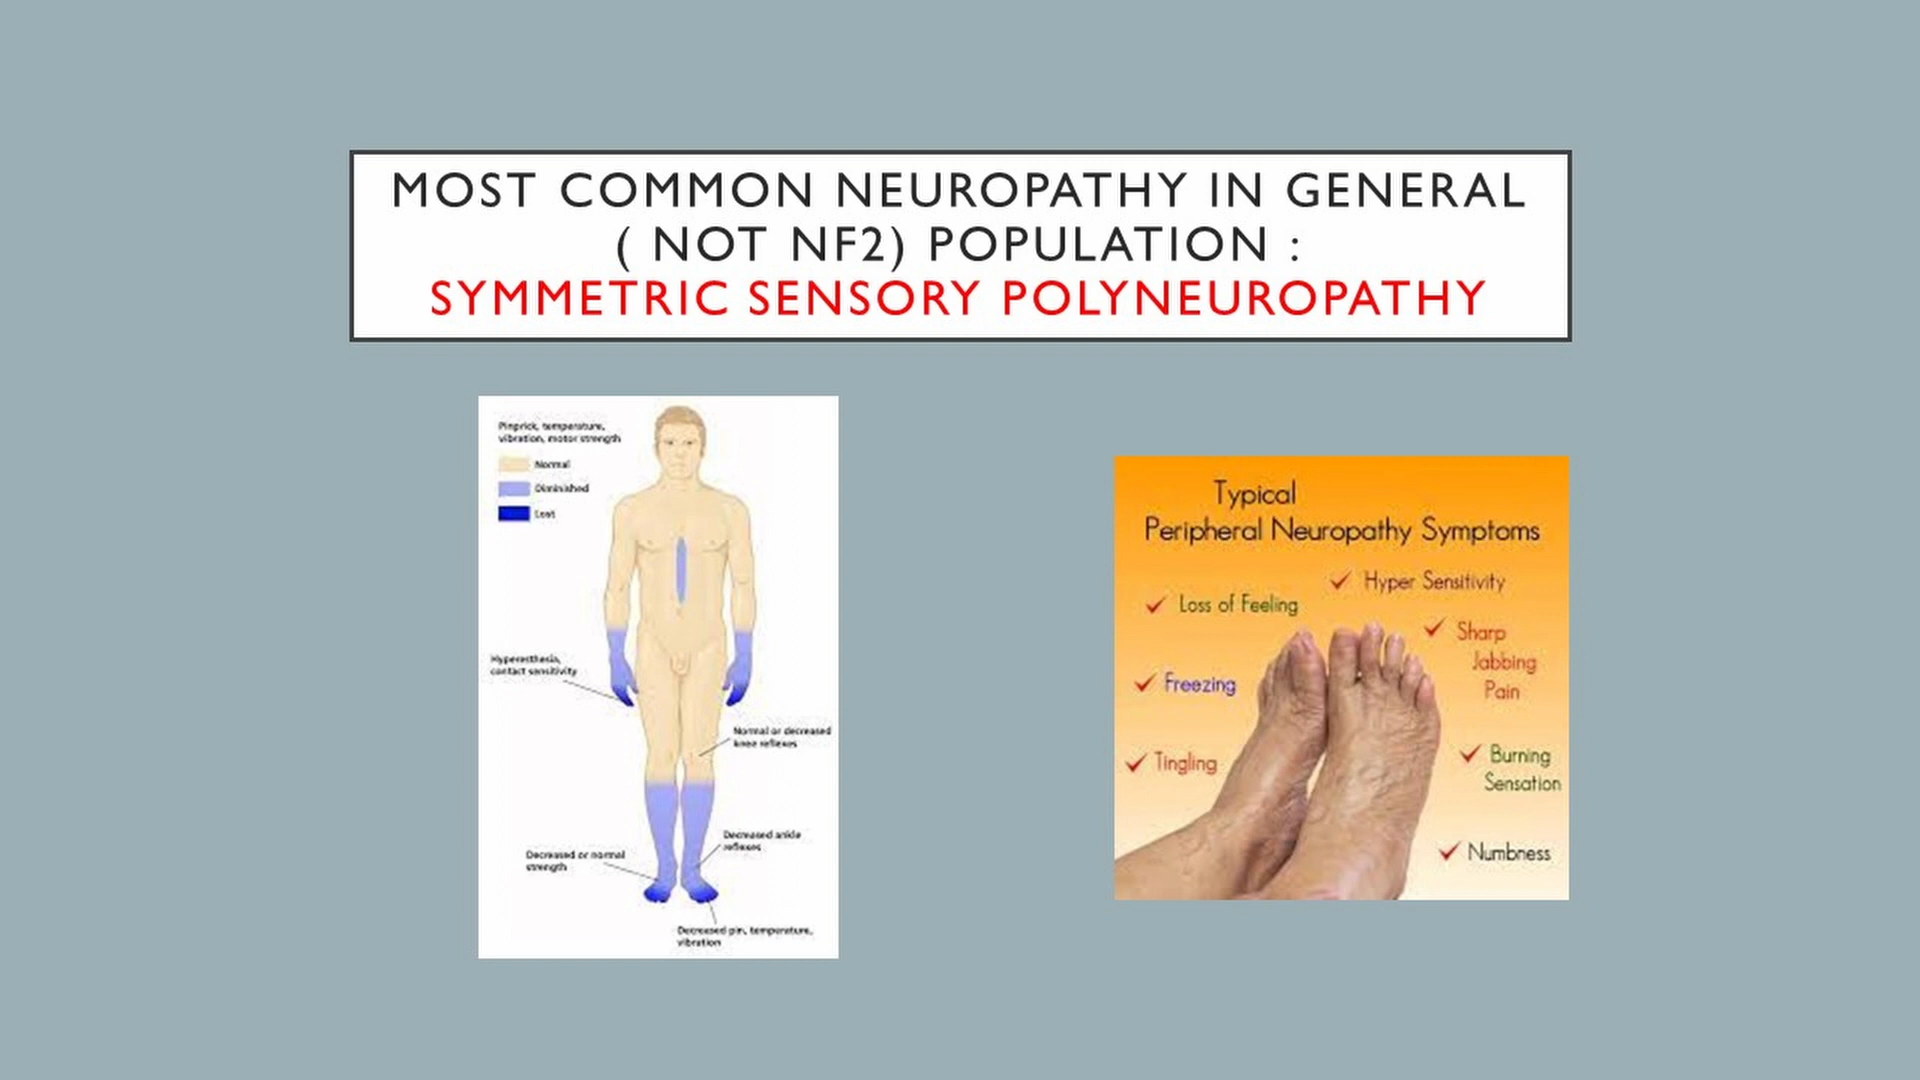 MOST COMMON NEUROPATHY IN GENERAL
( NOT NF2) POPULATION :
SYMMETRIC SENSORY POLYNEUROPATHY
Pinprick, temperature,
vibration, motor strength
Normal
Diminished
Lost
Hyperesthesia,
contact sensitivity
Normal or decreased
knee reflexes
Decreased ankle
reflexes
Decreased or normal
strength
Decreased pin, temperature,
vibration
Typical
Peripheral Neuropathy Symptoms
Hyper Sensitivity
Loss of Feeling
Sharp
Jabbing
Pain
Freezing
Tingling
Burning
Sensation
Numbness